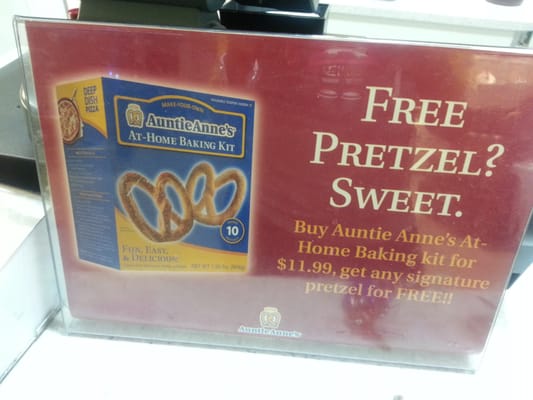 DEEP
DISH
PIZZA
MAKE-YOUR-OWN
AuntieAnne's
AT-HOME BAKING KIT
10
FUN, EASY,
& DELICIOUS!
FREE
PRETZEL?
SWEET.
Buy Auntie Anne's At-
Home Baking kit for
$11.99, get any signature
pretzel for FREE!!
AuntieAnne's